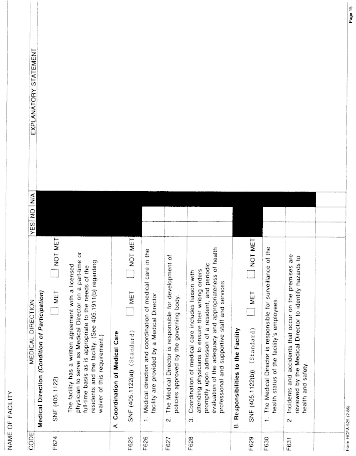 NAME OF FACILITY
CODE
MEDICAL DIRECTION
YES
NO
N/A
EXPLANATORY STATEMENT
Medical Direction (Condition of Participation)
F624
SNF (405.1122)
MET
NOT MET
The facility has a written agreement with a licensed
physician to serve as Medical Director on a part-time or
full-time basis as is appropriate to the needs of the
residents and the facility. (See 405.1911(b) regarding
waiver of this requirement.)
A. Coordination of Medical Care
F625
SNF (405.1122(a)) (Standard)
MET
NOT MET
F626
1. Medical direction and coordination of medical care in the
facility are provided by a Medical Director.
F627
2. The Medical Director is responsible for development of
policies approved by the governing body.
F628
3. Coordination of medical care includes liaison with
attending physicians to ensure their writing orders
promptly upon admission of a resident, and periodic
evaluation of the adequacy and appropriateness of health
professional and supportive staff and services.
B. Responsibilities to the Facility
F629
SNF (405.1122(b)) (Standard)
MET
NOT MET
F630
1. The Medical Director is responsible for surveillance of the
health status of the facility's employees.
F631
2. Incidents and accidents that occur on the premises are
reviewed by the Medical Director to identify hazards to
health and safety.
Page 15